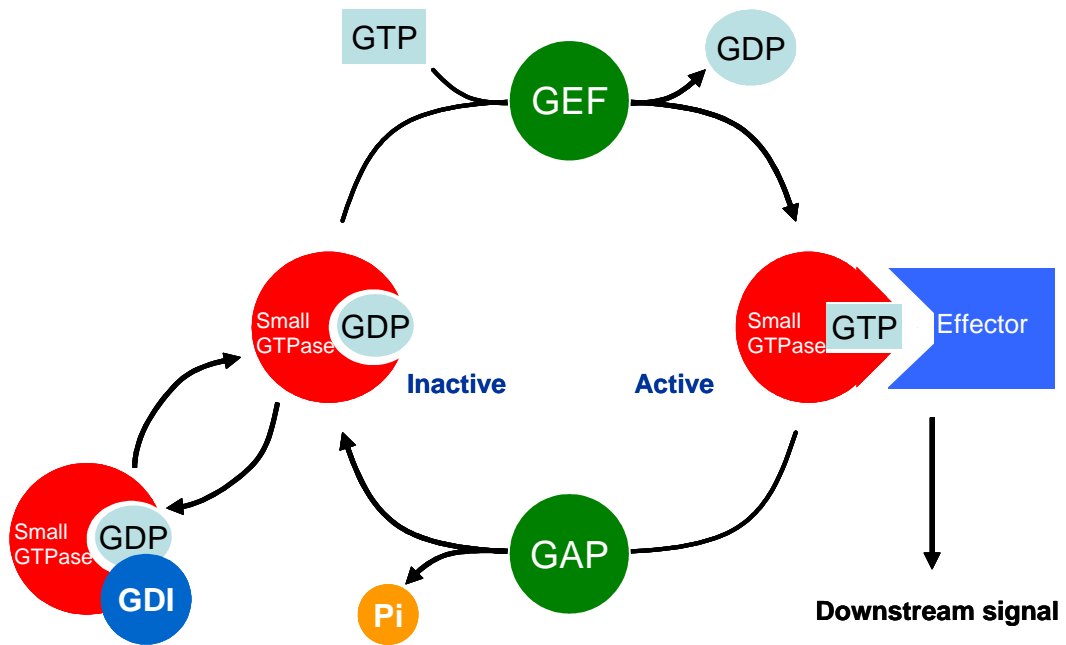 GTP
GDP
GEF
Small
GTPase
GDP
Inactive
Small
GTPase
GTP
Effector
Active
Small
GTPase
GDP
GDI
GAP
Pi
Downstream signal